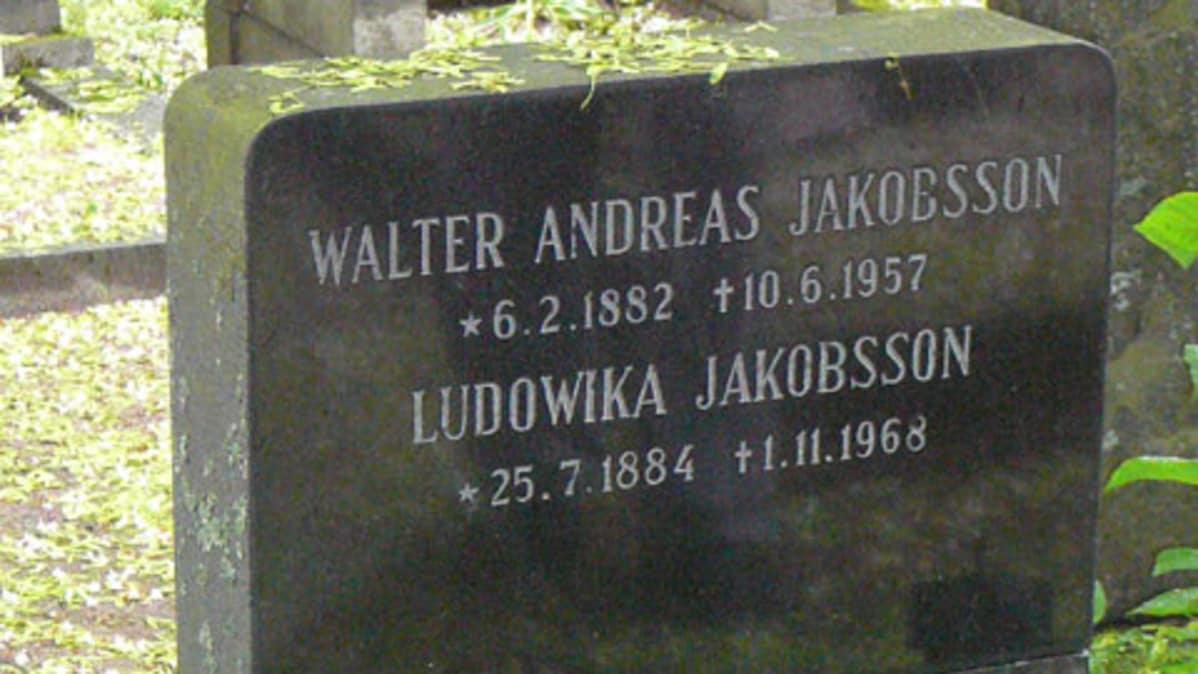 WALTER ANDREAS JAKOBSSON
*6.2.1882 †10.6.1957
LUDOWIKA JAKOBSSON
*25.7.1884 †1.11.1968